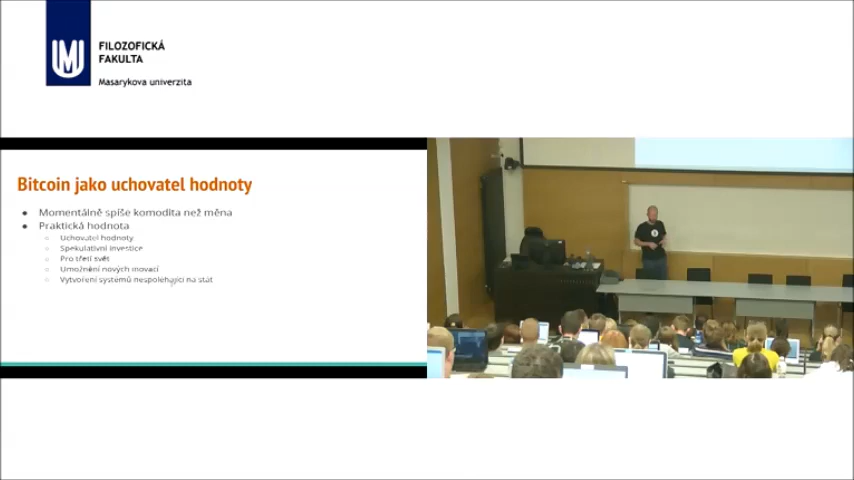 FILOZOFICKÁ
FAKULTA
Masarykova univerzita
Bitcoin jako uchovatel hodnoty
Momentálně spíše komodita než měna
Praktická hodnota
Uchovatel hodnoty
Spekulativní investice
Pro třetí svět
Umožnění nových inovací
Vytvoření systémů nespoléhající na stát